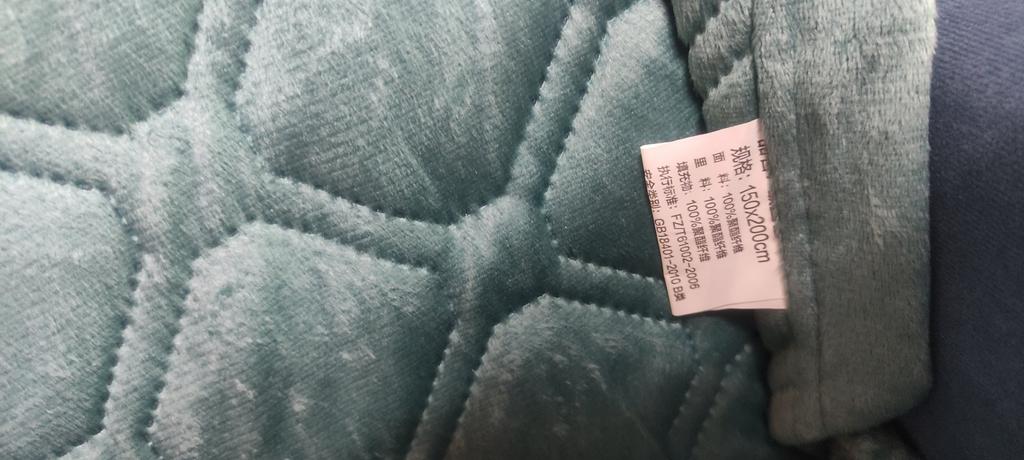 规格：150x200cm
面 料：100%聚酯纤维
里 料：100%聚酯纤维
填充物：100%聚酯纤维
执行标准：FZ/T61002-2006
安全类别：GB18401-2010 B类